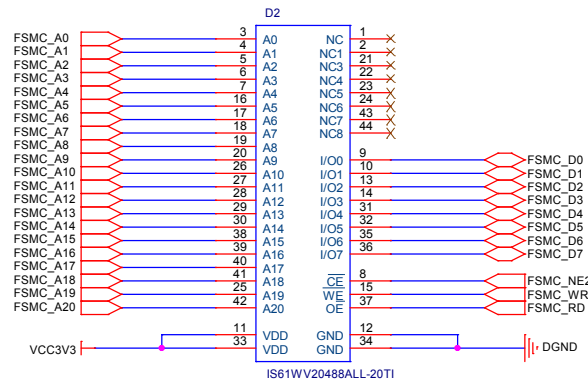 D2
FSMC_A0 3 A0 NC 1
FSMC_A1 4 A1 NC1 2
FSMC_A2 5 A2 NC3 21
FSMC_A3 6 A3 NC4 22
FSMC_A4 7 A4 NC5 23
FSMC_A5 16 A5 NC6 24
FSMC_A6 17 A6 NC7 43
FSMC_A7 18 A7 NC8 44
FSMC_A8 19 A8
FSMC_A9 20 A9 I/O0 9 FSMC_D0
FSMC_A10 26 A10 I/O1 10 FSMC_D1
FSMC_A11 27 A11 I/O2 13 FSMC_D2
FSMC_A12 28 A12 I/O3 14 FSMC_D3
FSMC_A13 29 A13 I/O4 31 FSMC_D4
FSMC_A14 30 A14 I/O5 32 FSMC_D5
FSMC_A15 38 A15 I/O6 35 FSMC_D6
FSMC_A16 39 A16 I/O7 36 FSMC_D7
FSMC_A17 40 A17
FSMC_A18 41 A18 CE 8 FSMC_NE2
FSMC_A19 25 A19 WE 15 FSMC_WR
FSMC_A20 42 A20 OE 37 FSMC_RD
11 VDD GND 12
VCC3V3 33 VDD GND 34 DGND
IS61WV20488ALL-20TI